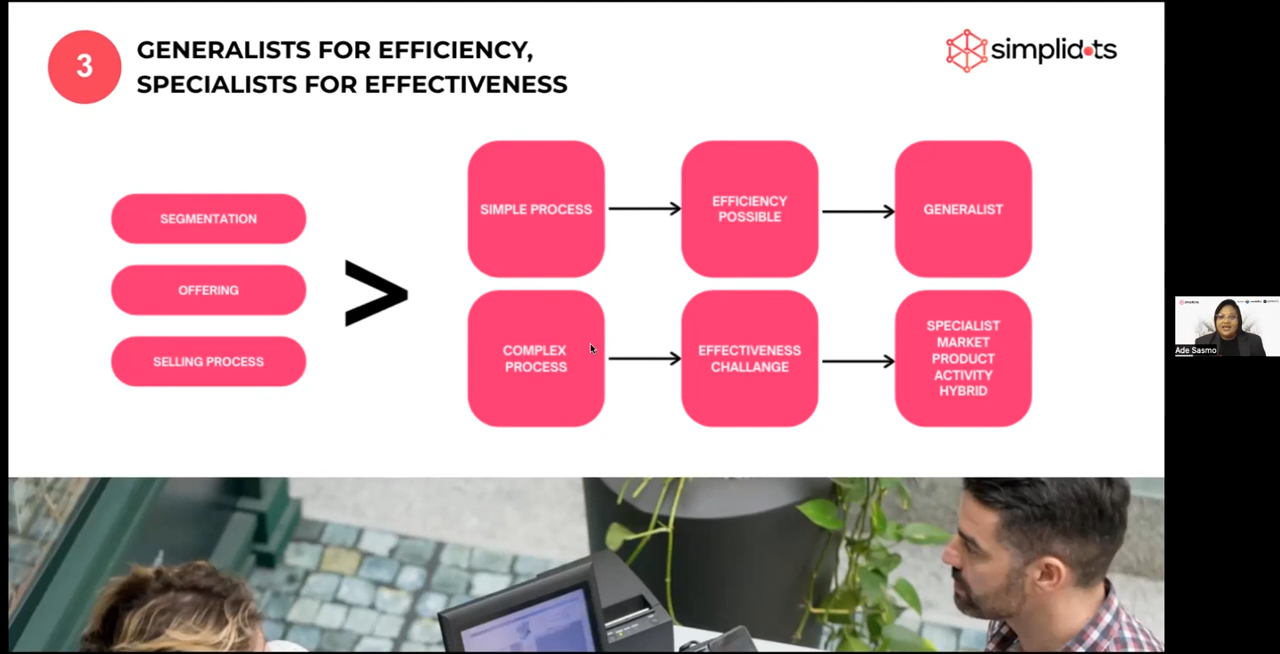 3
GENERALISTS FOR EFFICIENCY,
SPECIALISTS FOR EFFECTIVENESS
simplidots
SEGMENTATION
OFFERING
SELLING PROCESS
>
SIMPLE PROCESS
EFFICIENCY
POSSIBLE
GENERALIST
COMPLEX
PROCESS
EFFECTIVENESS
CHALLANGE
SPECIALIST
MARKET
PRODUCT
ACTIVITY
HYBRID
Ade Sasmo